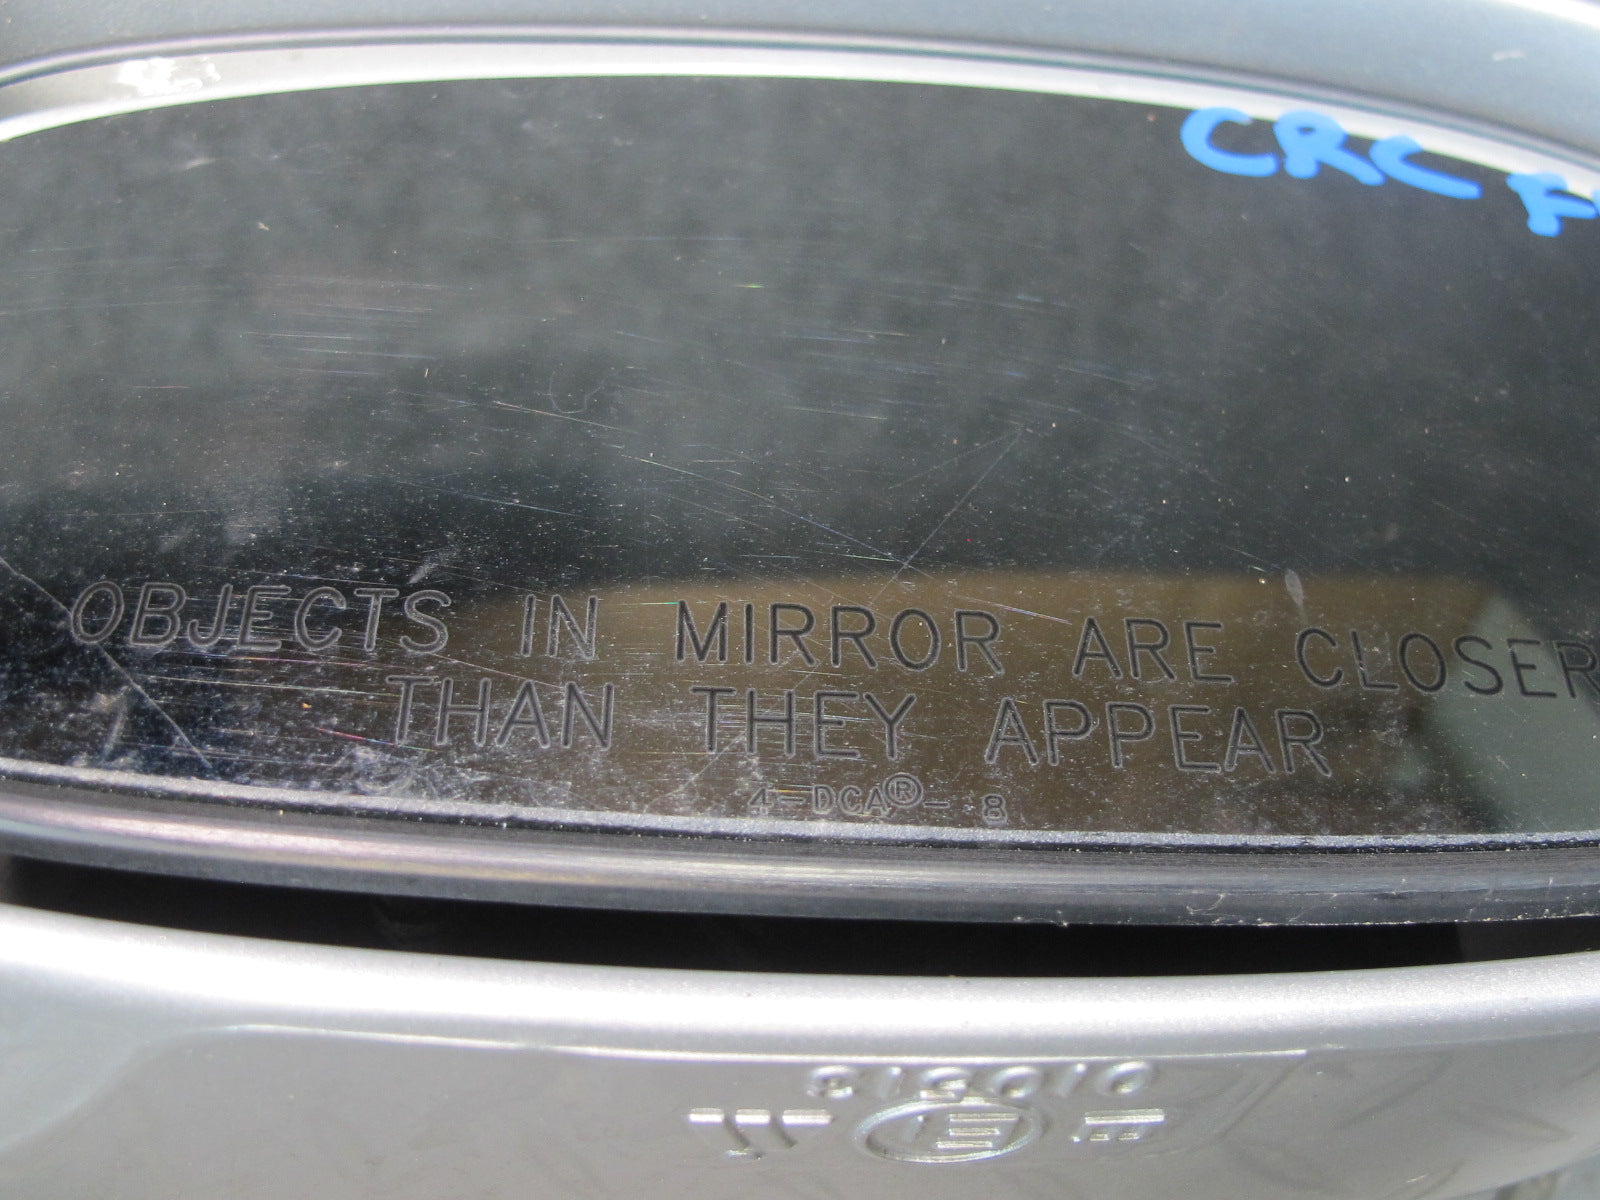 CRC
OBJECTS IN MIRROR ARE CLOSER
THAN THEY APPEAR
4-DCA®-8